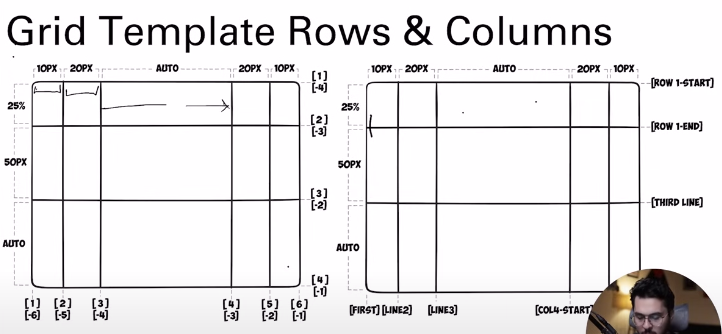 Grid Template Rows & Columns
10PX 20PX AUTO 20PX 10PX
25%
50PX
AUTO
[1]
[-4]
[2]
[-3]
[3]
[-2]
[4]
[-1]
[1] [2] [3] [4] [5] [6]
[-6] [-5] [-4] [-3] [-2] [-1]
10PX 20PX AUTO 20PX 10PX
25%
50PX
AUTO
[ROW 1-START]
[ROW 1-END]
[THIRD LINE]
[FIRST] [LINE2] [LINE3] [COL4-START]